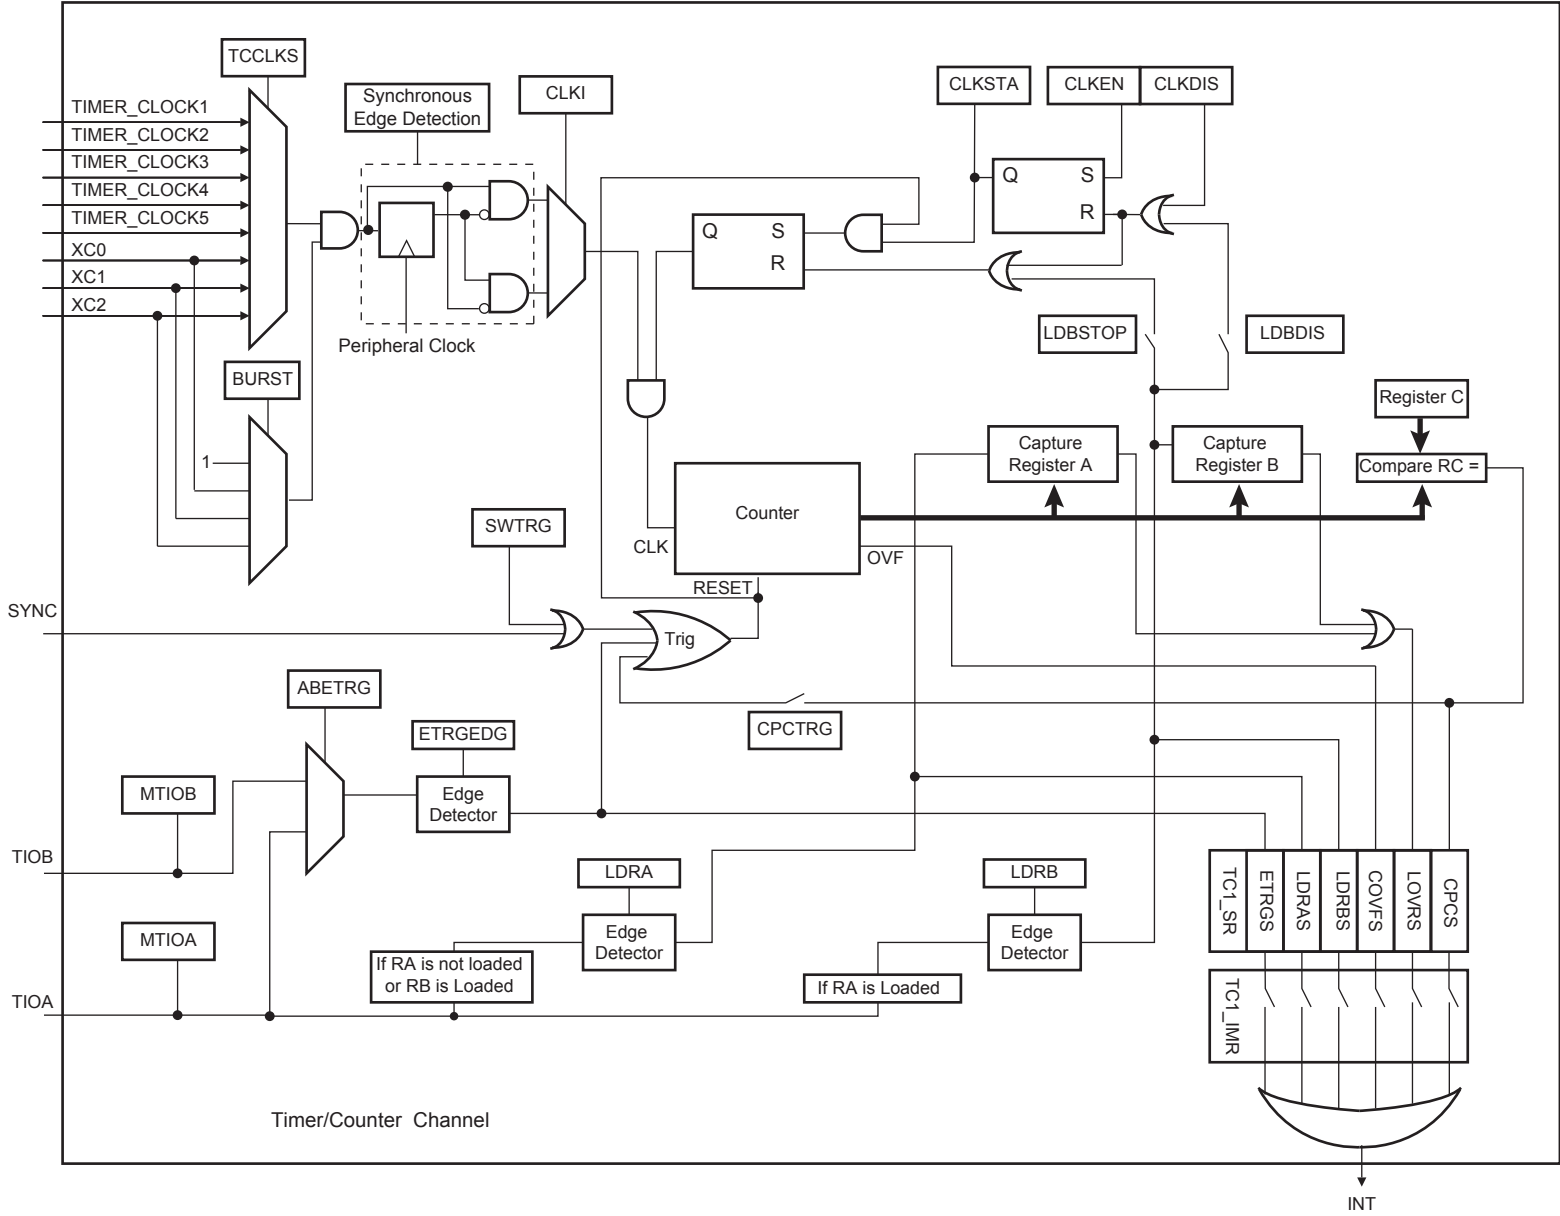 TCCLKS
TIMER_CLOCK1
TIMER_CLOCK2
TIMER_CLOCK3
TIMER_CLOCK4
TIMER_CLOCK5
XC0
XC1
XC2
Synchronous
Edge Detection
CLKI
Peripheral Clock
BURST
1
CLKSTA
CLKEN
CLKDIS
Q
S
R
Q
S
R
LDBSTOP
LDBDIS
Register C
Capture
Register A
Capture
Register B
Compare RC =
Counter
CLK
OVF
RESET
SWTRG
SYNC
Trig
ABETRG
ETRGEDG
CPCTRG
MTIOB
Edge
Detector
TIOB
LDRA
LDRB
MTIOA
Edge
Detector
Edge
Detector
If RA is not loaded
or RB is Loaded
If RA is Loaded
TIOA
TC1_SR
ETRGS
LDRAS
LDRBS
COVFS
LOVRS
CPCS
TC1_IMR
Timer/Counter Channel
INT